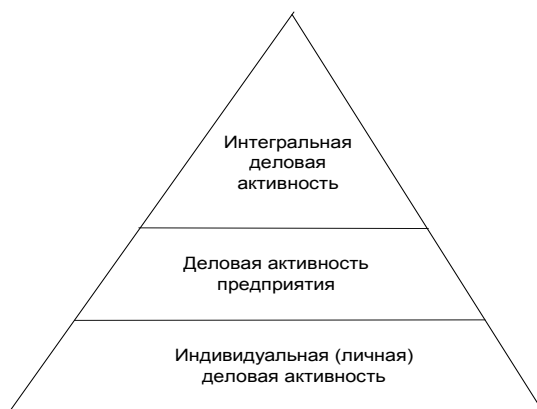 Интегральная
деловая
активность
Деловая активность
предприятия
Индивидуальная (личная)
деловая активность